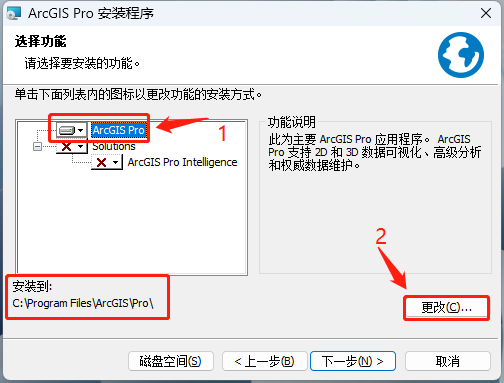 ArcGIS Pro 安装程序
选择功能
请选择要安装的功能。
单击下面列表内的图标以更改功能的安装方式。
ArcGIS Pro
1
Solutions
ArcGIS Pro Intelligence
功能说明
此为主要 ArcGIS Pro 应用程序。 ArcGIS
Pro 支持 2D 和 3D 数据可视化、高级分析
和权威数据维护。
2
安装到:
C:\Program Files\ArcGIS\Pro\
更改(C)...
磁盘空间(S)
< 上一步(B)
下一步(N) >
取消